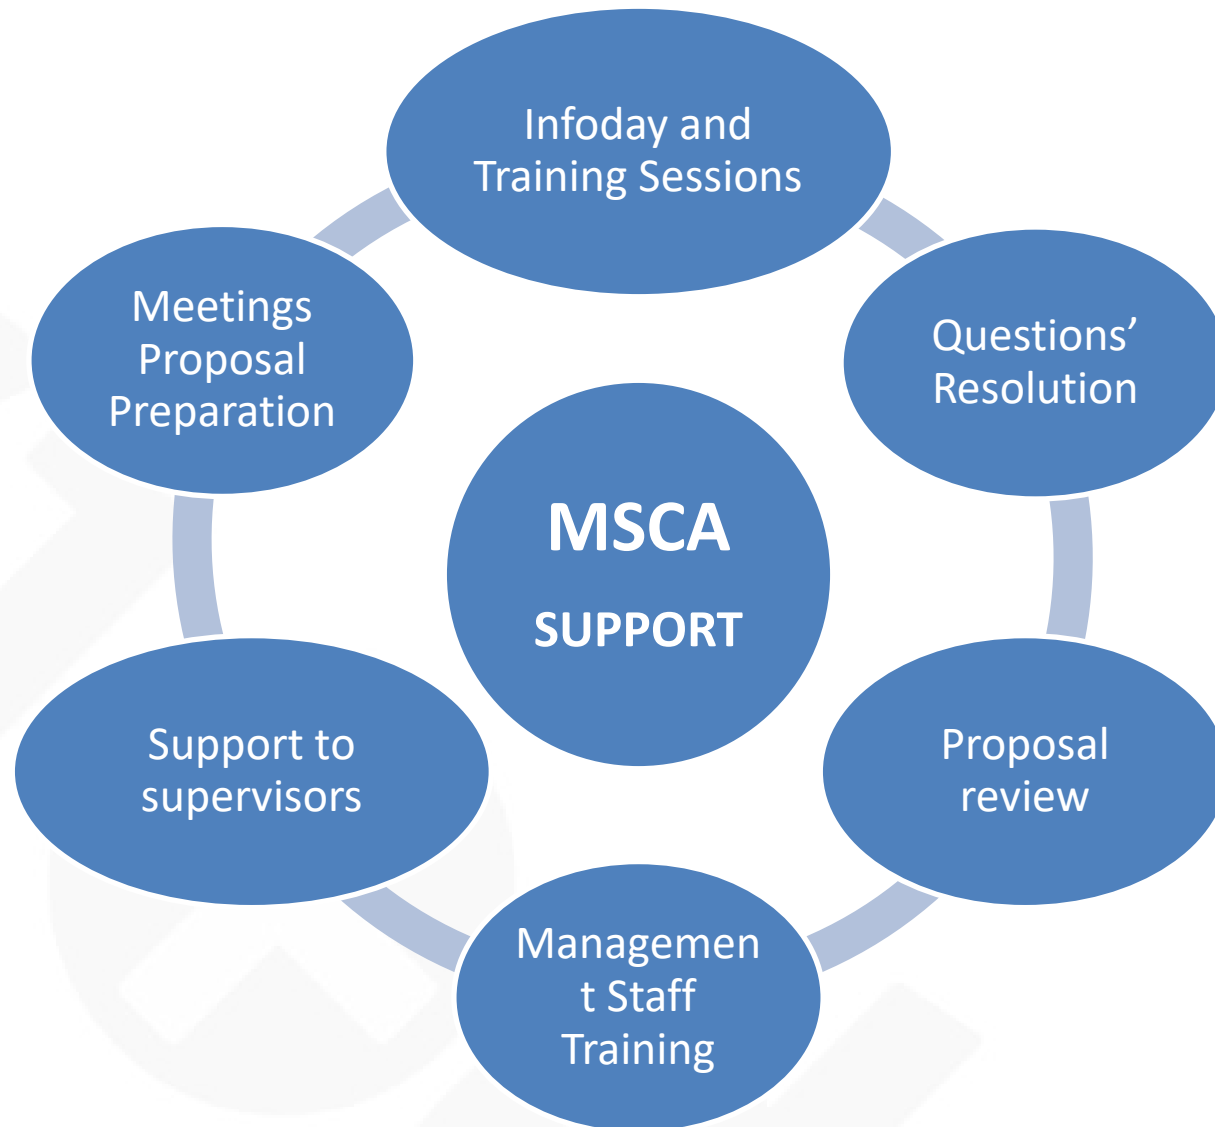 Infoday and
Training Sessions
Meetings
Proposal
Preparation
Questions’
Resolution
MSCA
SUPPORT
Support to
supervisors
Proposal
review
Managemen
t Staff
Training